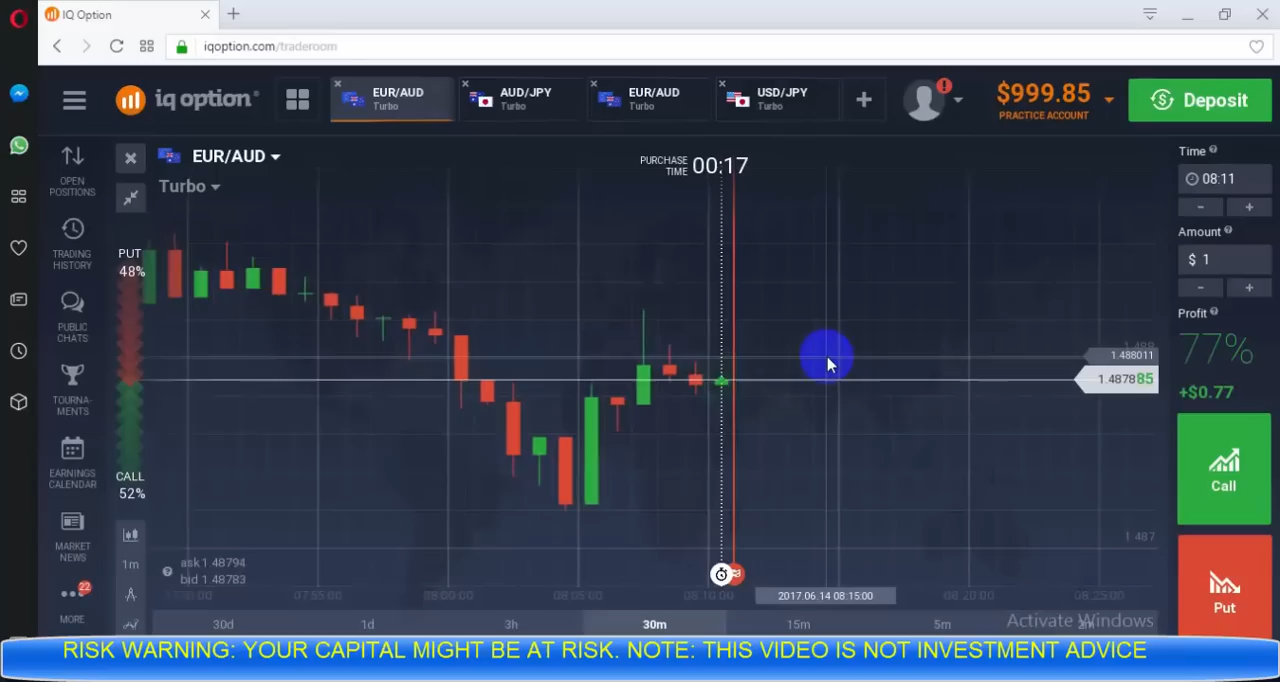 IQ Option
iqoption.com/traderoom
iq option
EUR/AUD
Turbo
AUD/JPY
Turbo
EUR/AUD
Turbo
USD/JPY
Turbo
$999.85
PRACTICE ACCOUNT
Deposit
OPEN
POSITIONS
TRADING
HISTORY
PUBLIC
CHATS
TOURNA-
MENTS
EARNINGS
CALENDAR
MARKET
NEWS
22
MORE
EUR/AUD
Turbo
PURCHASE
TIME
00:17
PUT
48%
CALL
52%
1m
ask 1.48794
bid 1.48783
1.488
1.488011
1.487885
1.487
07:55:00
08:00:00
08:05:00
08:10:00
2017.06.14 08:15:00
08:20:00
08:25:00
30d
1d
3h
30m
15m
5m
Time
08:11
- +
Amount
$ 1
- +
Profit
77%
+$0.77
Call
Put
Activate Windows
RISK WARNING: YOUR CAPITAL MIGHT BE AT RISK. NOTE: THIS VIDEO IS NOT INVESTMENT ADVICE